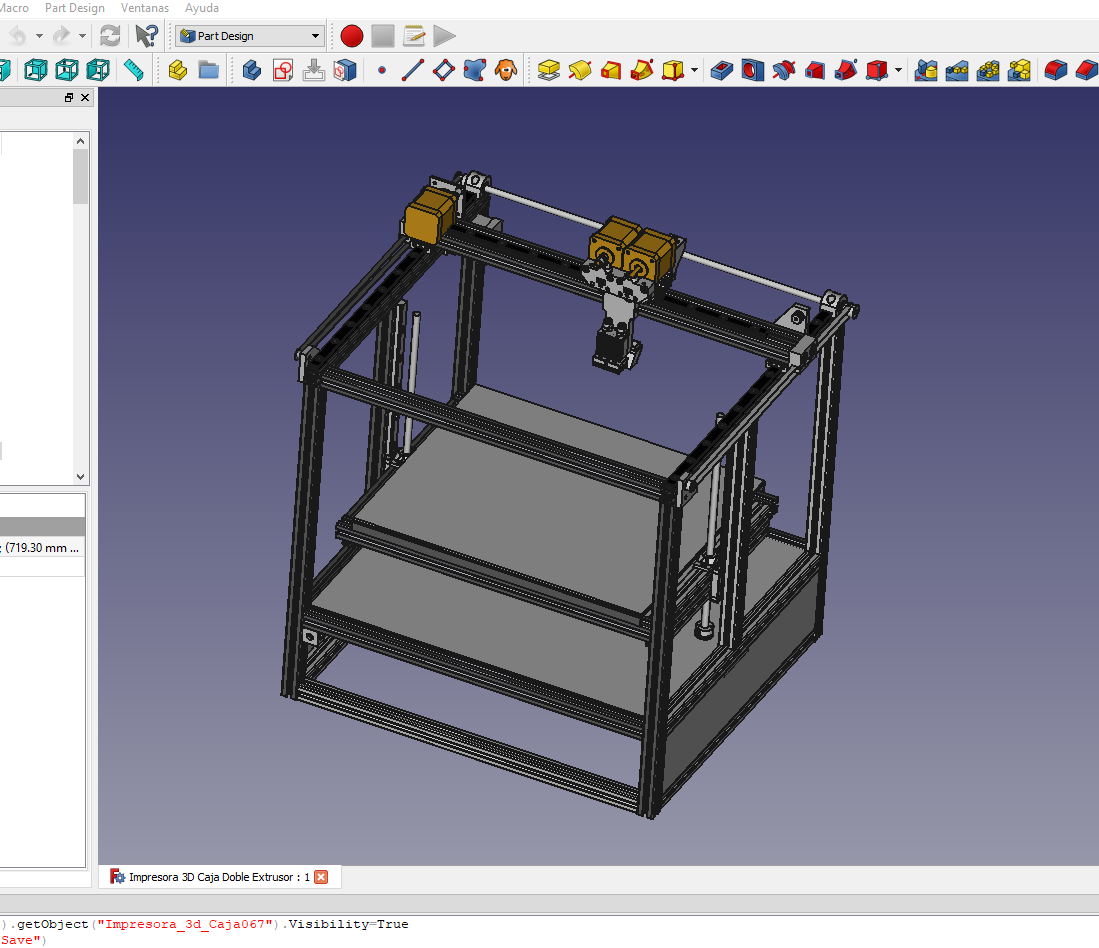 Macro Part Design Ventanas Ayuda
Part Design
: (719.30 mm ...
Impresora 3D Caja Doble Extrusor : 1
).getObject("Impresora_3d_Caja067").Visibility=True
Save")